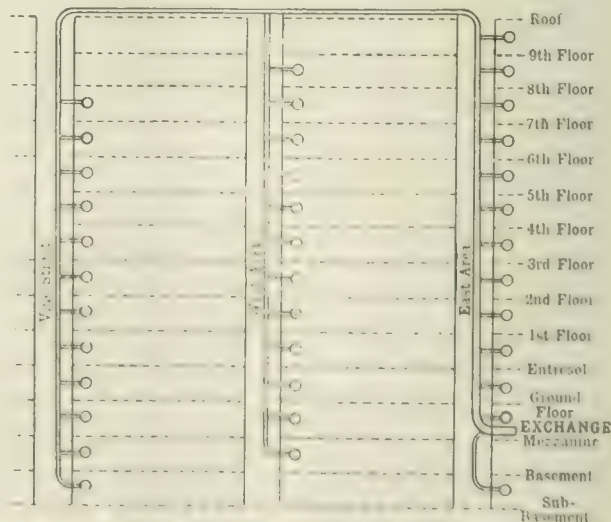 Roof
9th Floor
8th Floor
7th Floor
6th Floor
5th Floor
4th Floor
3rd Floor
2nd Floor
1st Floor
Entresol
Ground
Floor
EXCHANGE
Mezzanine
Basement
Sub-
Basement
East Area